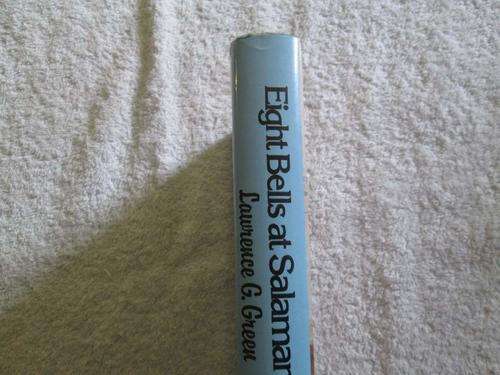 Eight Bells at Salamar
Lawrence G. Green